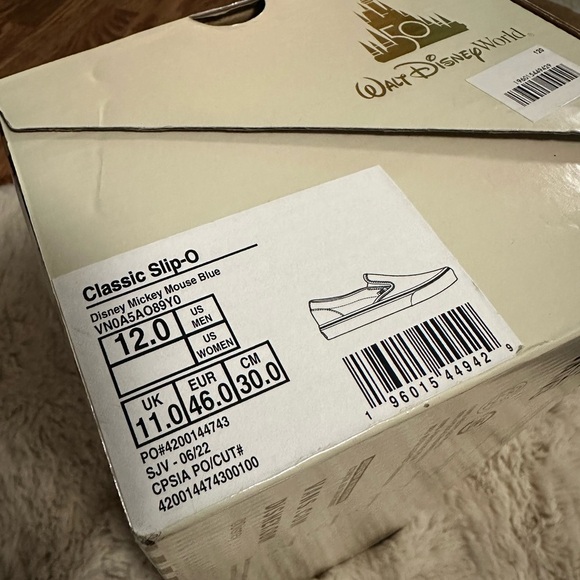 50
WALT DISNEY World
120
196015449429
Classic Slip-O
Disney Mickey Mouse Blue
VN0A5AO89Y0
12.0 US MEN
US WOMEN
UK EUR CM
11.0 46.0 30.0
PO#4200144743
SJV - 06/22
CPSIA PO/CUT#
420014474300100
1 96015 44942 9